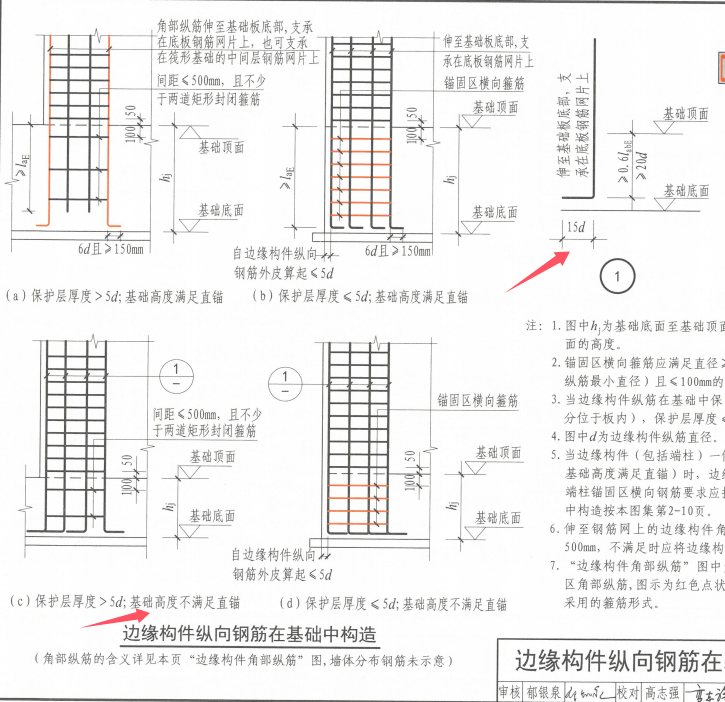 角部纵筋伸至基础板底部,支承
在底板钢筋网片上, 也可支承
在筏形基础的中间层钢筋网片上
间距≤500mm, 且不少
于两道矩形封闭箍筋
50
100
基础顶面
≥laE
hj
基础底面
6d且≥150mm
(a) 保护层厚度>5d; 基础高度满足直锚
伸至基础板底部,支
承在底板钢筋网片上
锚固区横向箍筋
基础顶面
50
100
≥laE
hj
基础底面
自边缘构件纵向
钢筋外皮算起≤5d
6d且≥150mm
(b) 保护层厚度≤5d; 基础高度满足直锚
伸至基础板底部, 支
承在底板钢筋网片上
基础顶面
≥0.6labE
≥20d
基础底面
15d
1
1
—
间距≤500mm, 且不少
于两道矩形封闭箍筋
基础顶面
50
100
hj
基础底面
(c) 保护层厚度>5d; 基础高度不满足直锚
1
—
锚固区横向箍筋
基础顶面
50
100
hj
基础底面
自边缘构件纵向
钢筋外皮算起≤5d
(d) 保护层厚度≤5d; 基础高度不满足直锚
边缘构件纵向钢筋在基础中构造
(角部纵筋的含义详见本页“边缘构件角部纵筋”图,墙体分布钢筋未示意)
注: 1. 图中hj为基础底面至基础顶面
面的高度。
2. 锚固区横向箍筋应满足直径≥
纵筋最小直径) 且≤100mm的
3. 当边缘构件纵筋在基础中保
分位于板内), 保护层厚度≤
4. 图中d为边缘构件纵筋直径。
5. 当边缘构件(包括端柱)一
基础高度满足直锚)时, 边
端柱锚固区横向钢筋要求应
中构造按本图集第2-10页。
6. 伸至钢筋网上的边缘构件角
500mm, 不满足时应将边缘构
7. “边缘构件角部纵筋”图中
区角部纵筋,图示为红色点状
采用的箍筋形式。
边缘构件纵向钢筋在
审核 郁银泉 校对 高志强